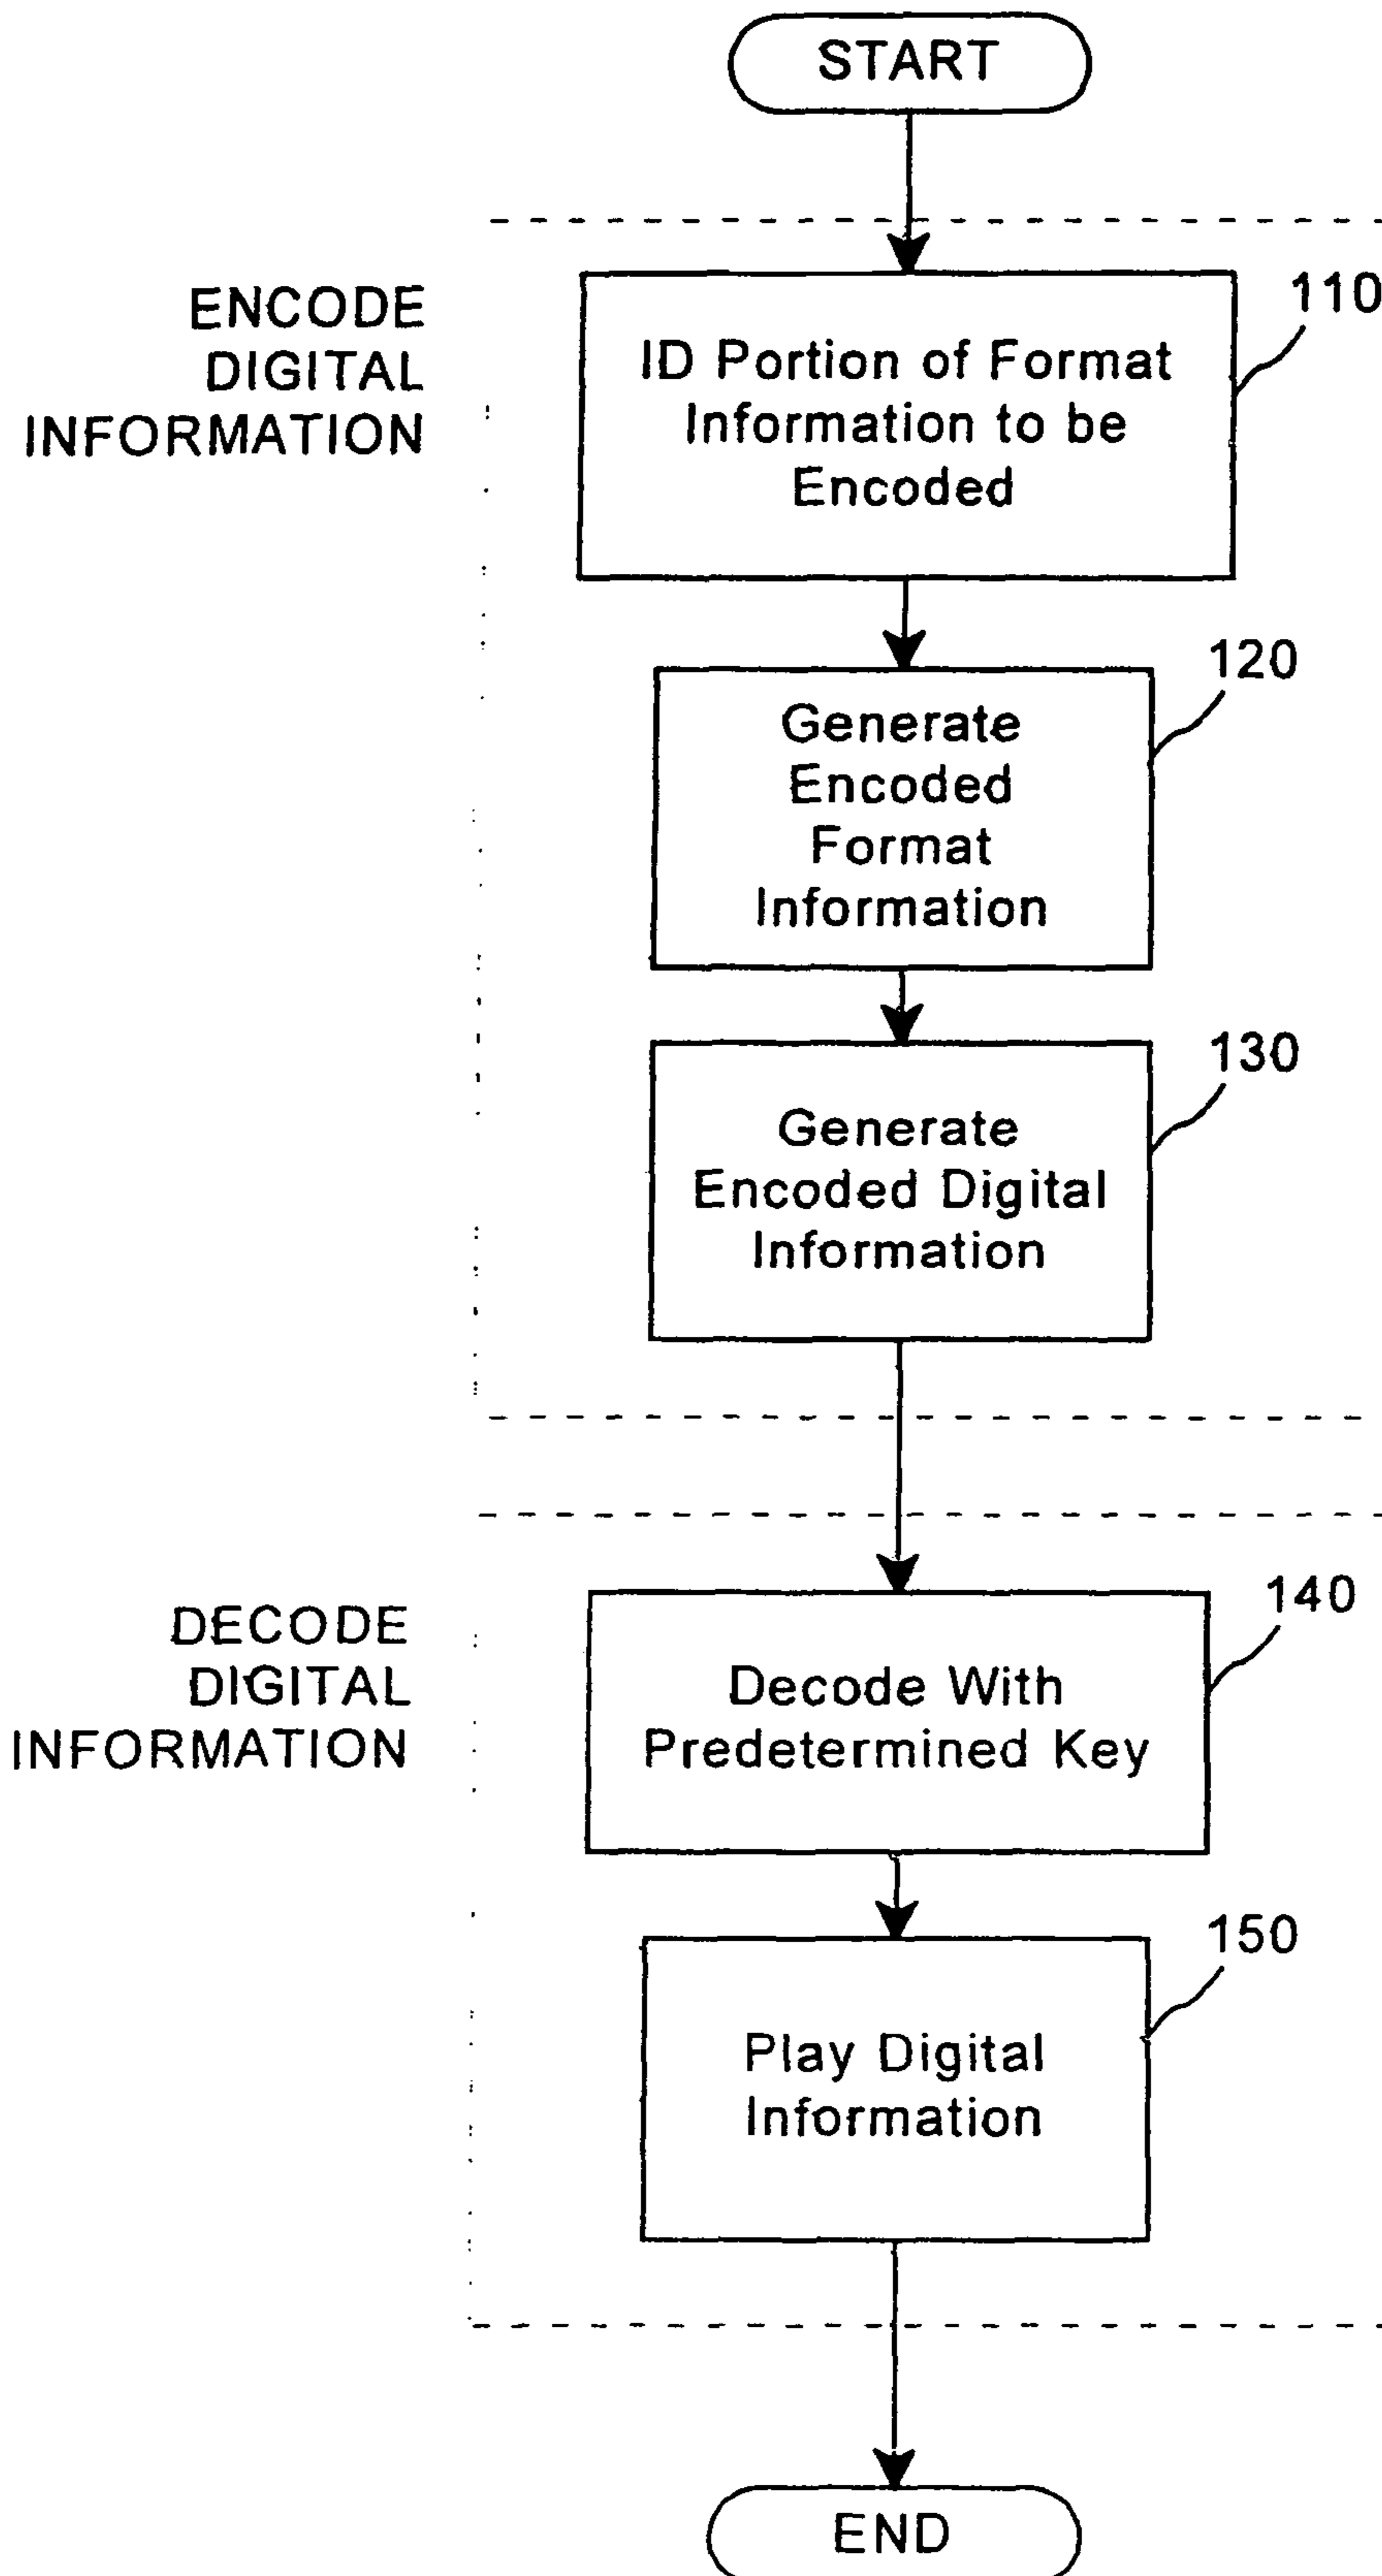 START
ENCODE
DIGITAL
INFORMATION
110
ID Portion of Format
Information to be
Encoded
120
Generate
Encoded
Format
Information
130
Generate
Encoded Digital
Information
DECODE
DIGITAL
INFORMATION
140
Decode With
Predetermined Key
150
Play Digital
Information
END